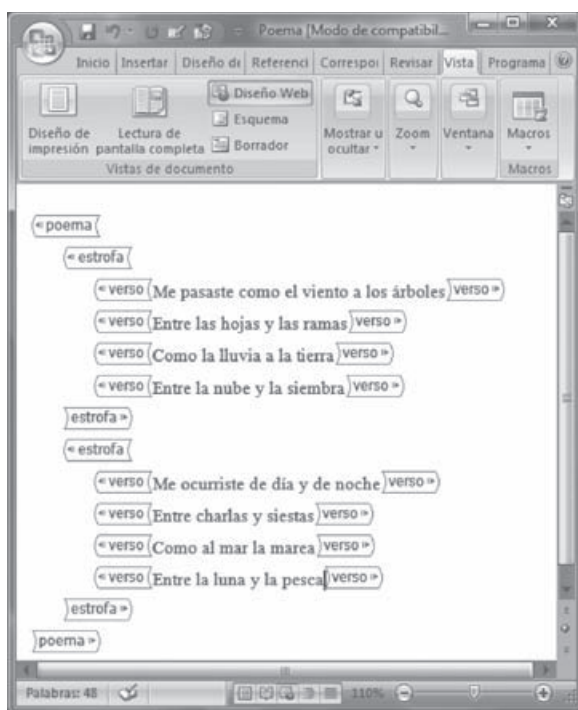 Poema [Modo de compatibil...
Inicio Insertar Diseño de Referenci Correspoi Revisar Vista Programa
Diseño de impresión
Lectura de pantalla completa
Diseño Web
Esquema
Borrador
Vistas de documento
Mostrar u ocultar
Zoom
Ventana
Macros
Macros
poema
estrofa
verso Me pasaste como el viento a los árboles verso
verso Entre las hojas y las ramas verso
verso Como la lluvia a la tierra verso
verso Entre la nube y la siembra verso
estrofa
estrofa
verso Me ocurriste de día y de noche verso
verso Entre charlas y siestas verso
verso Como al mar la marea verso
verso Entre la luna y la pesca verso
estrofa
poema
Palabras: 48 110%